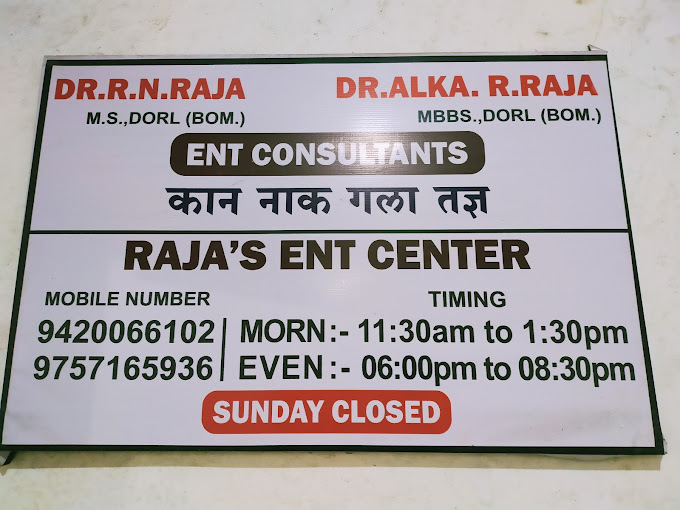 DR.R.N.RAJA DR.ALKA. R.RAJA
M.S.,DORL (BOM.) MBBS.,DORL (BOM.)
ENT CONSULTANTS
कान नाक गला तज्ञ
RAJA'S ENT CENTER
MOBILE NUMBER TIMING
9420066102 | MORN:- 11:30am to 1:30pm
9757165936 | EVEN:- 06:00pm to 08:30pm
SUNDAY CLOSED